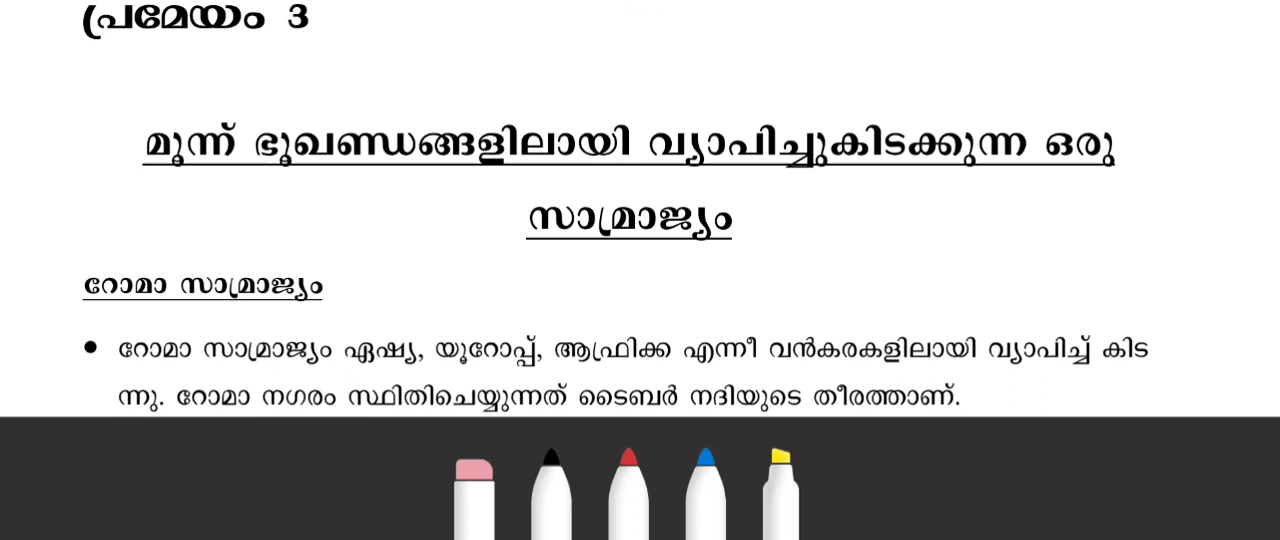 പ്രമേയം 3
മൂന്ന് ഭൂഖണ്ഡങ്ങളിലായി വ്യാപിച്ചുകിടക്കുന്ന ഒരു
സാമ്രാജ്യം
റോമാ സാമ്രാജ്യം
● റോമാ സാമ്രാജ്യം ഏഷ്യ, യൂറോപ്പ്, ആഫ്രിക്ക എന്നീ വൻകരകളിലായി വ്യാപിച്ച് കിട
ന്നു. റോമാ നഗരം സ്ഥിതിചെയ്യുന്നത് ടൈബർ നദിയുടെ തീരത്താണ്.